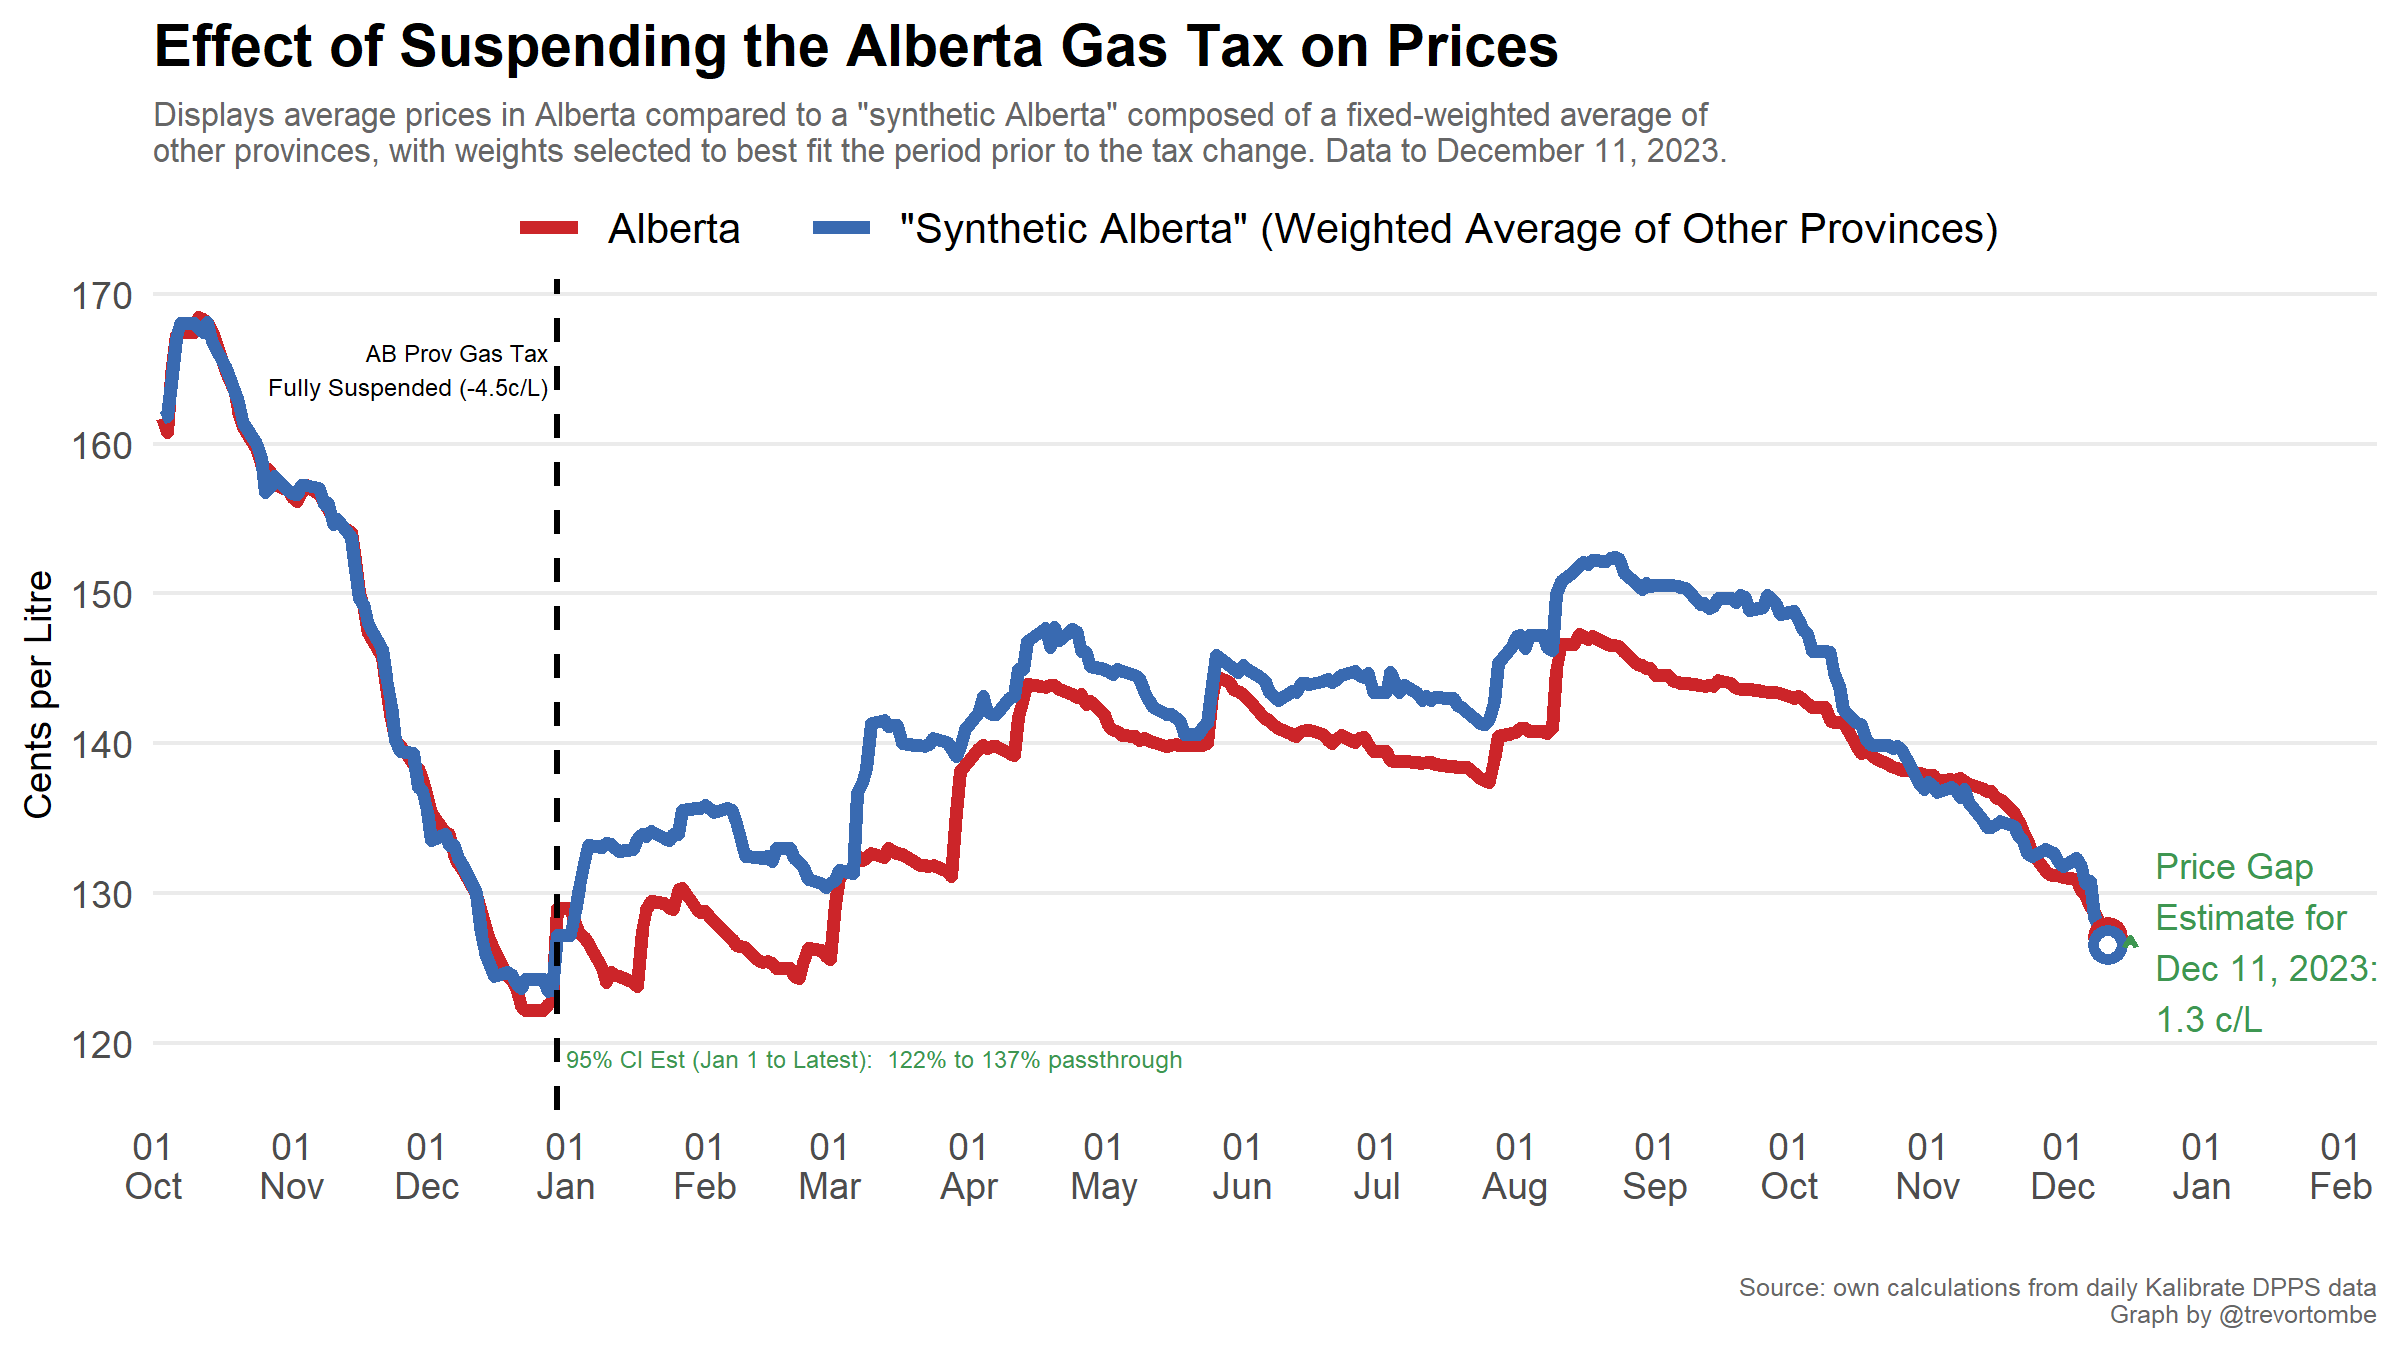 Effect of Suspending the Alberta Gas Tax on Prices
Displays average prices in Alberta compared to a "synthetic Alberta" composed of a fixed-weighted average of
other provinces, with weights selected to best fit the period prior to the tax change. Data to December 11, 2023.
Alberta
"Synthetic Alberta" (Weighted Average of Other Provinces)
170
160
150
140
130
120
Cents per Litre
AB Prov Gas Tax
Fully Suspended (-4.5c/L)
Price Gap
Estimate for
Dec 11, 2023:
1.3 c/L
95% CI Est (Jan 1 to Latest):  122% to 137% passthrough
01 01 01 01 01 01 01 01 01 01 01 01 01 01 01 01 01
Oct Nov Dec Jan Feb Mar Apr May Jun Jul Aug Sep Oct Nov Dec Jan Feb
Source: own calculations from daily Kalibrate DPPS data
Graph by @trevortombe